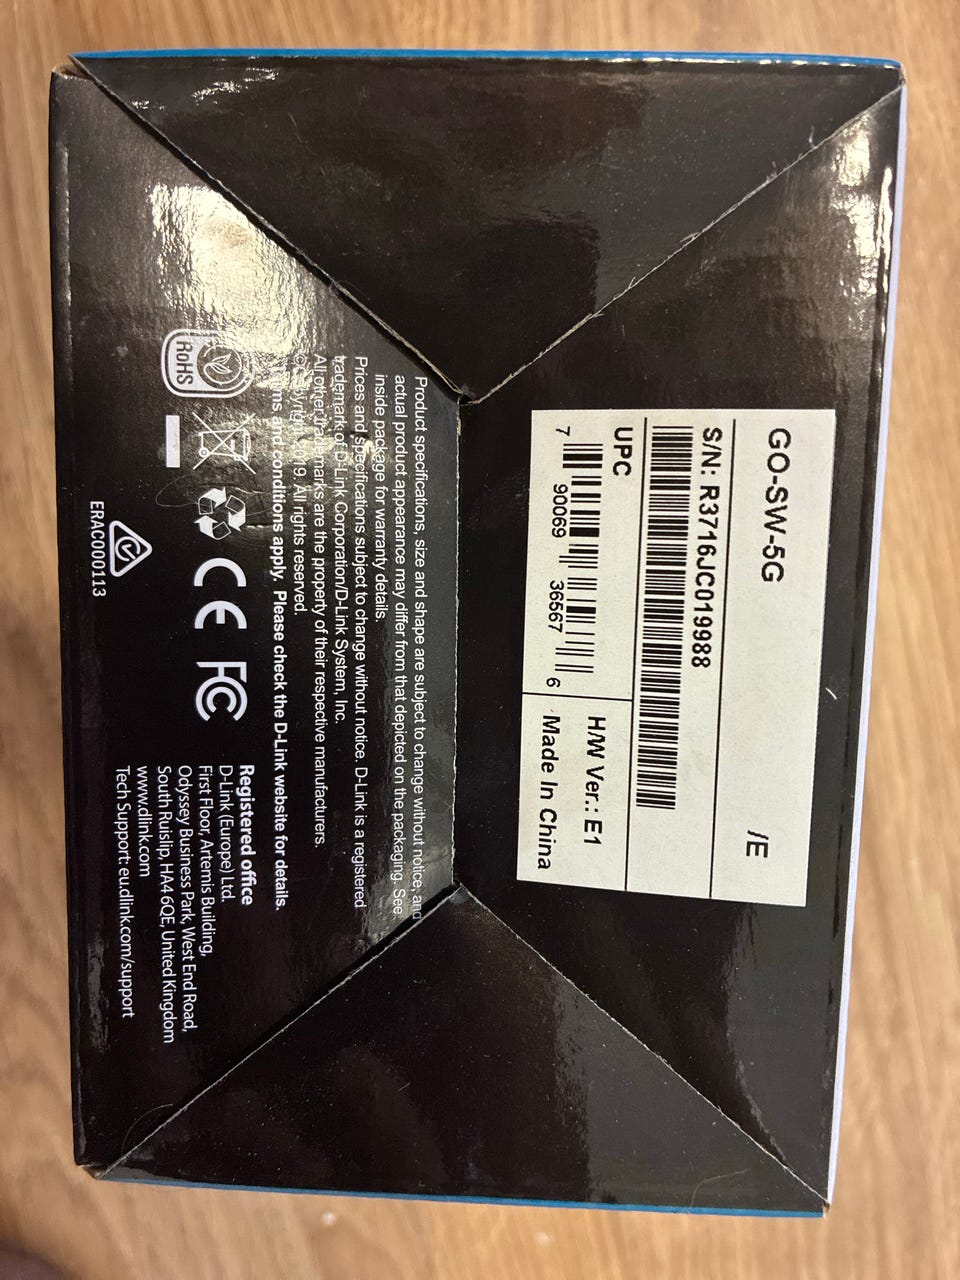 GO-SW-5G /E
S/N: R3716JC019988
UPC
7 90069 36567 6
H/W Ver.: E1
Made In China
Product specifications, size and shape are subject to change without notice, and
actual product appearance may differ from that depicted on the packaging. See
inside package for warranty details.
Prices and specifications subject to change without notice. D-Link is a registered
trademark of D-Link Corporation/D-Link System, Inc.
All other trademarks are the property of their respective manufacturers.
©Copyright 2019. All rights reserved.
and conditions apply. Please check the D-Link website for details.
RoHS
CE
FC
ERAC000113
Registered office
D-Link (Europe) Ltd.
First Floor, Artemis Building,
Odyssey Business Park, West End Road,
South Ruislip, HA4 6QE, United Kingdom
www.dlink.com
Tech Support: eu.dlink.com/support